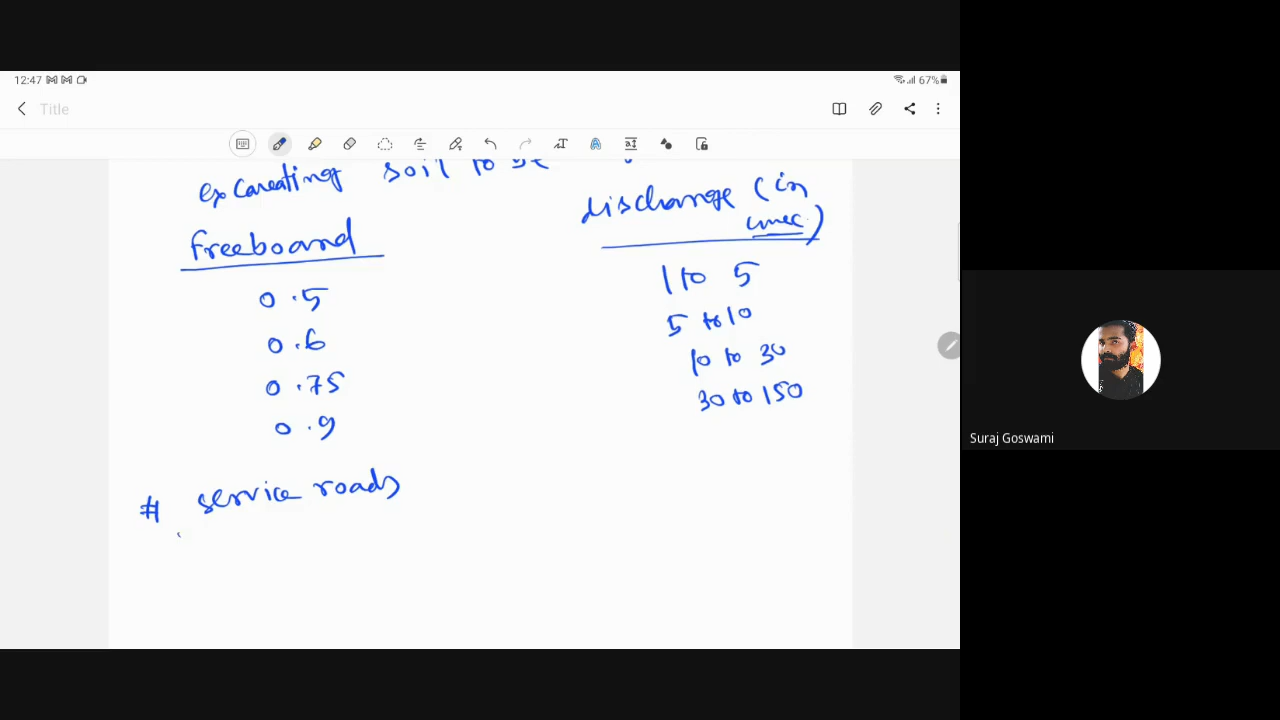 12:47
67%
Title
excavating soil to
discharge (in
cumec)
freeboard
0.5
1 to 5
0.6
5 to 10
0.75
10 to 30
0.9
30 to 150
# service roads
Suraj Goswami